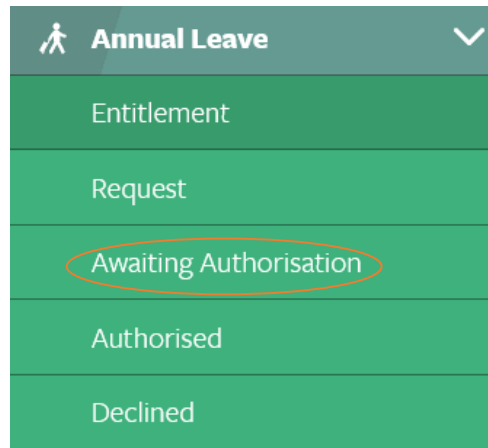 Annual Leave
Entitlement
Request
Awaiting Authorisation
Authorised
Declined